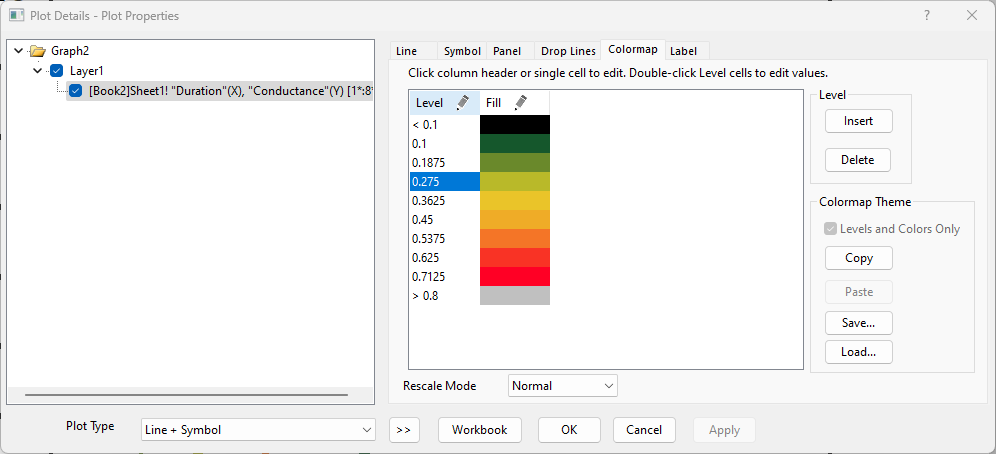 Plot Details - Plot Properties
?
Graph2
Layer1
[Book2]Sheet1! "Duration"(X), "Conductance"(Y) [1*:8*
Line Symbol Panel Drop Lines Colormap Label
Click column header or single cell to edit. Double-click Level cells to edit values.
Level Fill
< 0.1
0.1
0.1875
0.275
0.3625
0.45
0.5375
0.625
0.7125
> 0.8
Level
Insert
Delete
Colormap Theme
Levels and Colors Only
Copy
Paste
Save...
Load...
Rescale Mode Normal
Plot Type Line + Symbol >> Workbook OK Cancel Apply